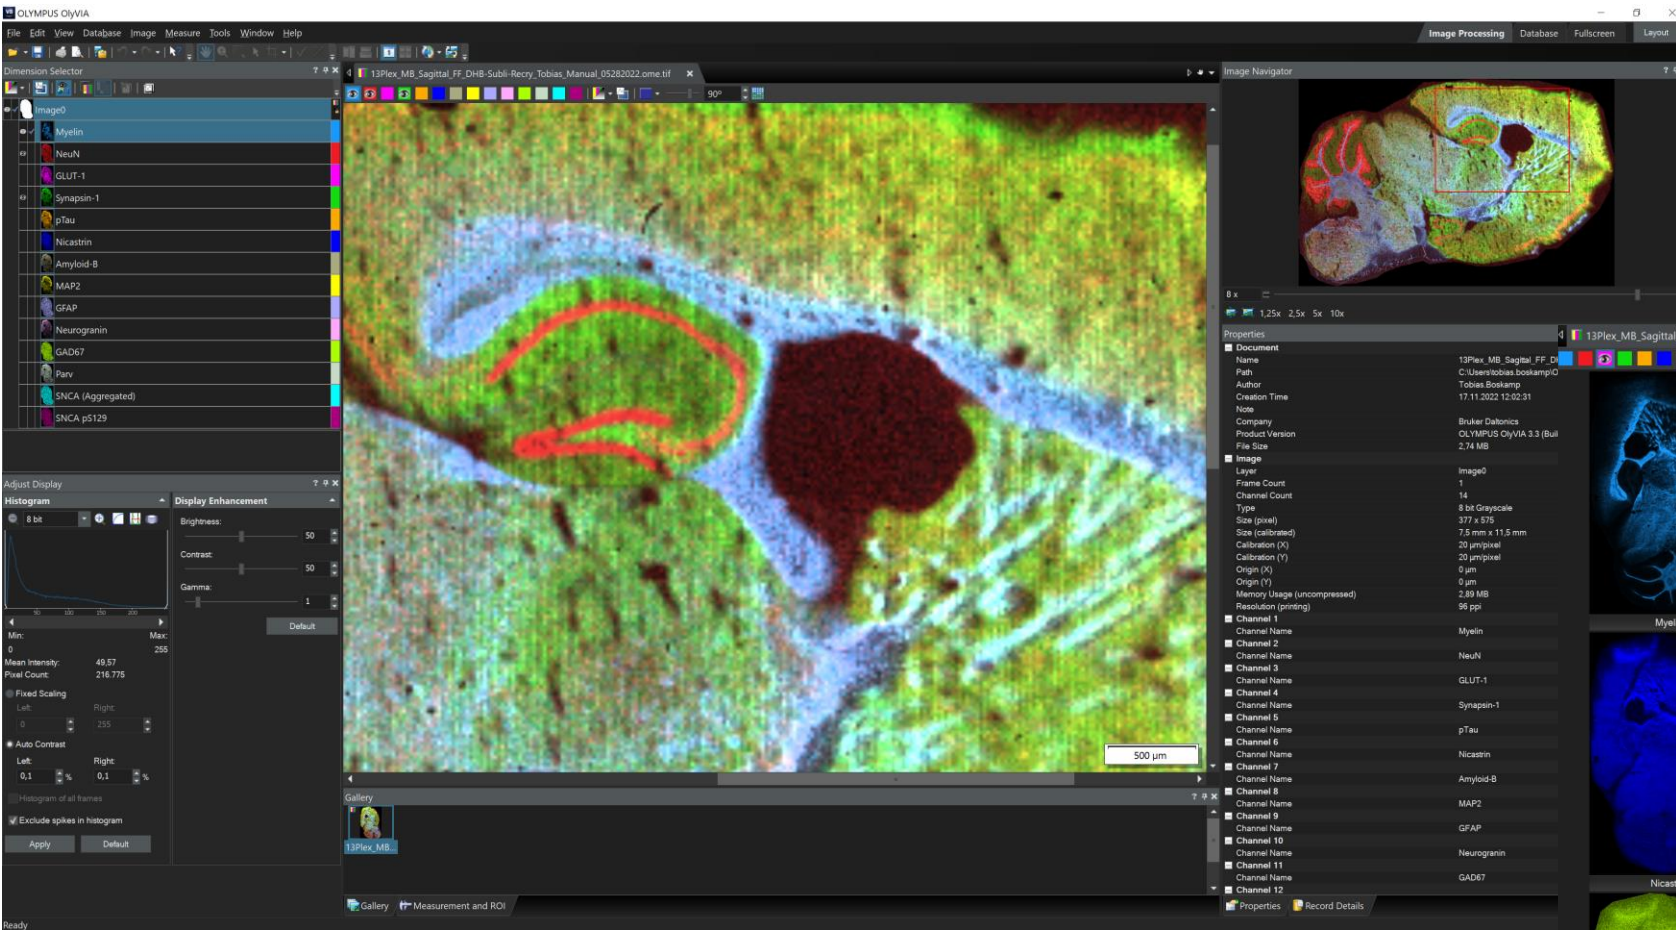 OLYMPUS OlyVIA
File Edit View Database Image Measure Tools Window Help
Image Processing Database Fullscreen Layout
Dimension Selector
Image0
Myelin
NeuN
GLUT-1
Synapsin-1
pTau
Nicastrin
Amyloid-B
MAP2
GFAP
Neurogranin
GAD67
Parv
SNCA (Aggregated)
SNCA pS129
Adjust Display
Histogram
8 bit
50 100 150 200
Min: Max:
0 255
Mean Intensity: 49,57
Pixel Count: 216.775
Fixed Scaling
Left: Right:
0 255
Auto Contrast
Left: Right:
0,1 % 0,1 %
Histogram of all frames
Exclude spikes in histogram
Apply Default
Display Enhancement
Brightness:
50
Contrast:
50
Gamma:
1
Default
13Plex_MB_Sagittal_FF_DHB-Subli-Recry_Tobias_Manual_05282022.ome.tif
90°
500 µm
Gallery
13Plex_MB...
Gallery Measurement and ROI
Image Navigator
8 x
1,25x 2,5x 5x 10x
Properties
Document
Name 13Plex_MB_Sagittal_FF_D
Path C:\Users\tobias.boskamp\O
Author Tobias.Boskamp
Creation Time 17.11.2022 12:02:31
Note
Company Bruker Daltonics
Product Version OLYMPUS OlyVIA 3.3 (Buil
File Size 2,74 MB
Image
Layer Image0
Frame Count 1
Channel Count 14
Type 8 bit Grayscale
Size (pixel) 377 x 575
Size (calibrated) 7,5 mm x 11,5 mm
Calibration (X) 20 µm/pixel
Calibration (Y) 20 µm/pixel
Origin (X) 0 µm
Origin (Y) 0 µm
Memory Usage (uncompressed) 2,89 MB
Resolution (printing) 96 ppi
Channel 1
Channel Name Myelin
Channel 2
Channel Name NeuN
Channel 3
Channel Name GLUT-1
Channel 4
Channel Name Synapsin-1
Channel 5
Channel Name pTau
Channel 6
Channel Name Nicastrin
Channel 7
Channel Name Amyloid-B
Channel 8
Channel Name MAP2
Channel 9
Channel Name GFAP
Channel 10
Channel Name Neurogranin
Channel 11
Channel Name GAD67
Channel 12
Properties Record Details
13Plex_MB_Sagittal
Myel
Nicast
Ready